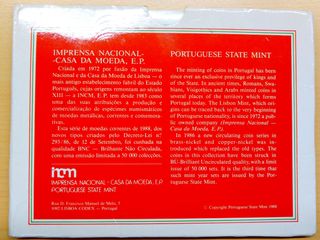 IMPRENSA NACIONAL-
-CASA DA MOEDA, E.P.
Criada em 1972 por fusão da Imprensa
Nacional e da Casa da Moeda de Lisboa — o
mais antigo estabelecimento fabril do Estado
Português, cujas origens remontam ao século
XIII — a INCM, E.P. tem desde 1983 como
uma das suas atribuições a produção e
comercialização de espécimes numismáticos
de moedas metálicas, correntes e comemora-
tivas.
Esta série de moedas correntes de 1988, dos
novos tipos criados pelo Decreto-Lei n.º
293/86, de 12 de Setembro, foi cunhada na
qualidade BNC — Brilhante Não Circulada,
com uma emissão limitada a 50 000 colecções.
incm
IMPRENSA NACIONAL - CASA DA MOEDA, E.P.
PORTUGUESE STATE MINT
Rua D. Francisco Manuel de Melo, 5
1092 LISBOA CODEX — Portugal
PORTUGUESE STATE MINT
The minting of coins in Portugal has been
since ever an exclusive privilege of kings and
of the State. In ancient times, Romans, Sua-
bians, Visigothics and Arabs minted coins in
several places of the territory which forms
Portugal today. The Lisbon Mint, which ori-
gins can be traced back to the very beginning
of Portuguese nationality, is since 1972 a pu-
blic owned company (Imprensa Nacional —
Casa da Moeda, E. P.).
In 1986 a new circulating coin series in
brass-nickel and copper-nickel was in-
troduced which replaced the old types. The
coins in this collection have been struck in
BU-Brilliant Uncirculated quality, with a limit
issue of 50 000 sets. It is the third time that
such mint year sets are issued by the Por-
tuguese State Mint.
© Copyright Portuguese State Mint 1988